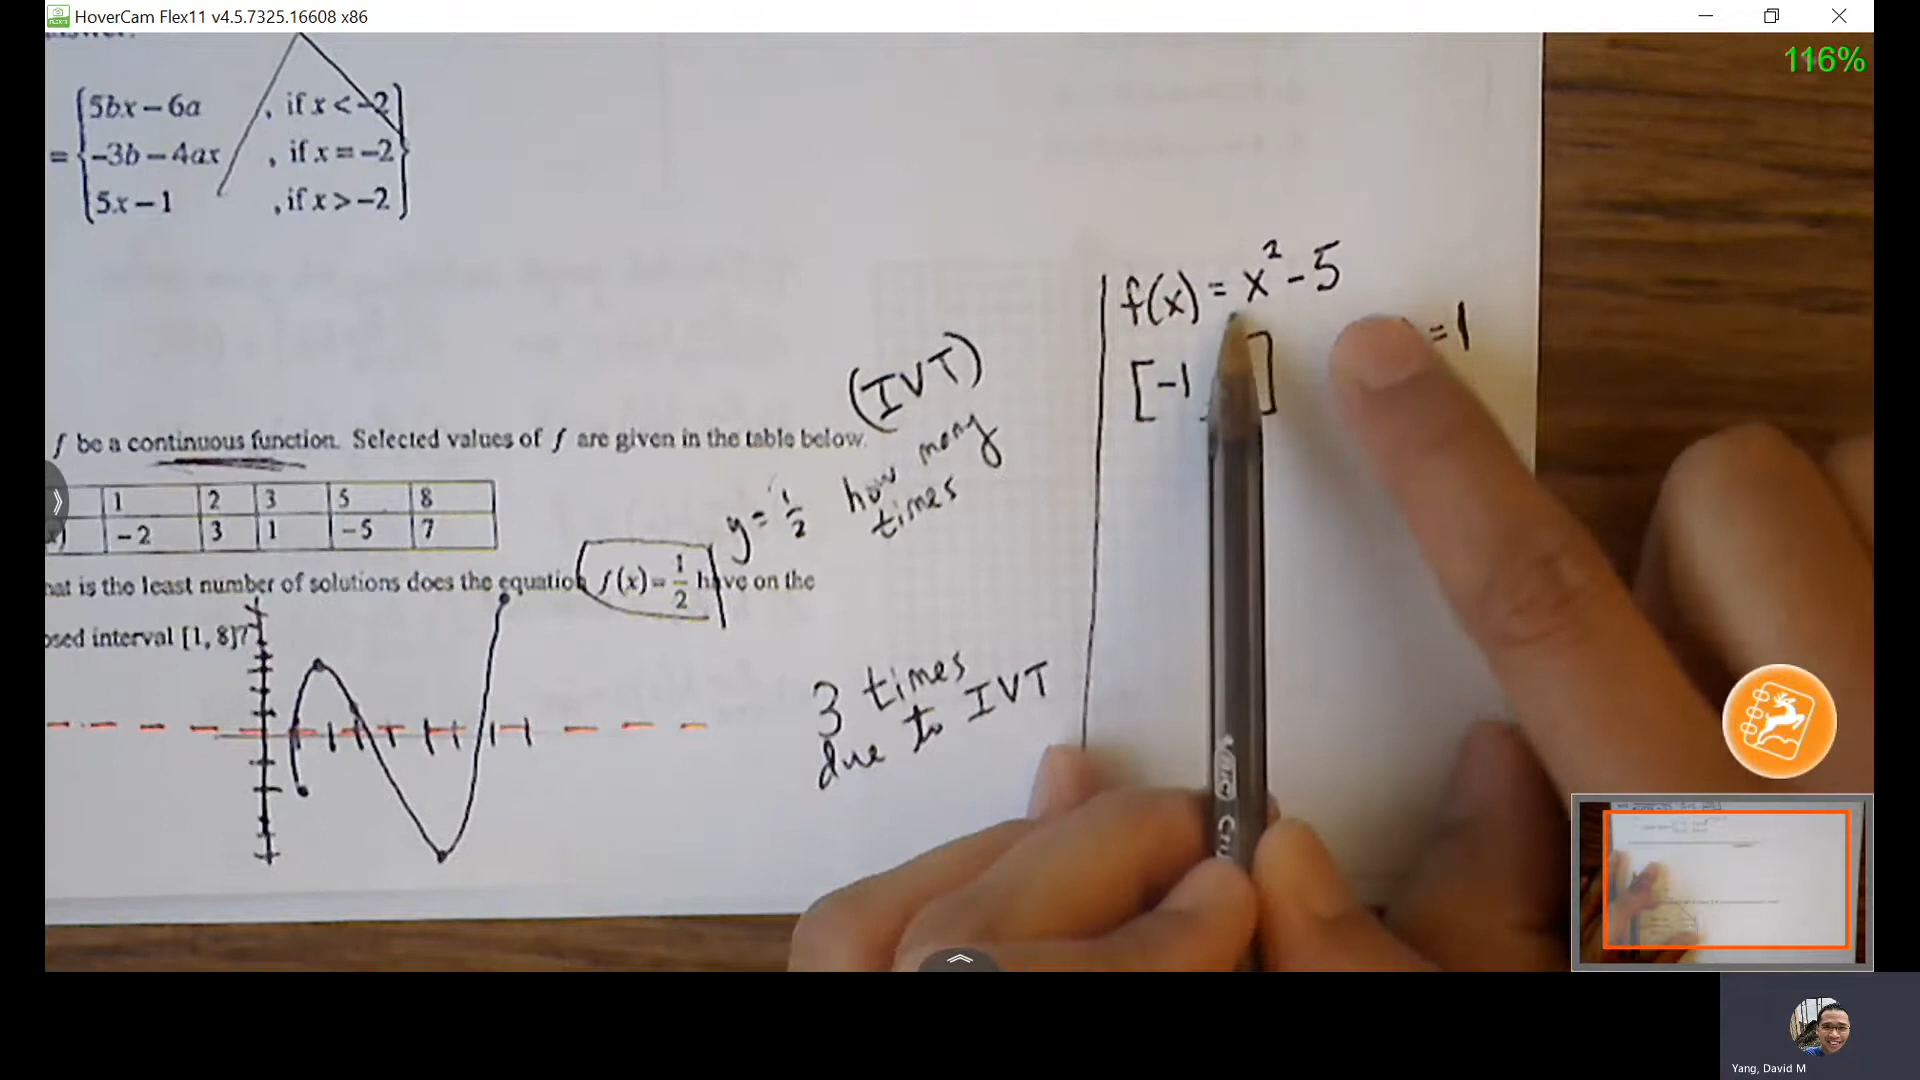 HoverCam Flex11 v4.5.7325.16608 x86
116%
5bx – 6a , if x < –2
= –3b – 4ax , if x = –2
5x – 1 , if x > –2
f be a continuous function. Selected values of f are given in the table below.
1 2 3 5 8
–2 3 1 –5 7
hat is the least number of solutions does the equation f(x) = 1/2 have on the
osed interval [1, 8]?
(IVT)
y = 1/2
how many
times
3 times
due to IVT
f(x) = x² - 5
= 1
[-1 ]
Yang, David M